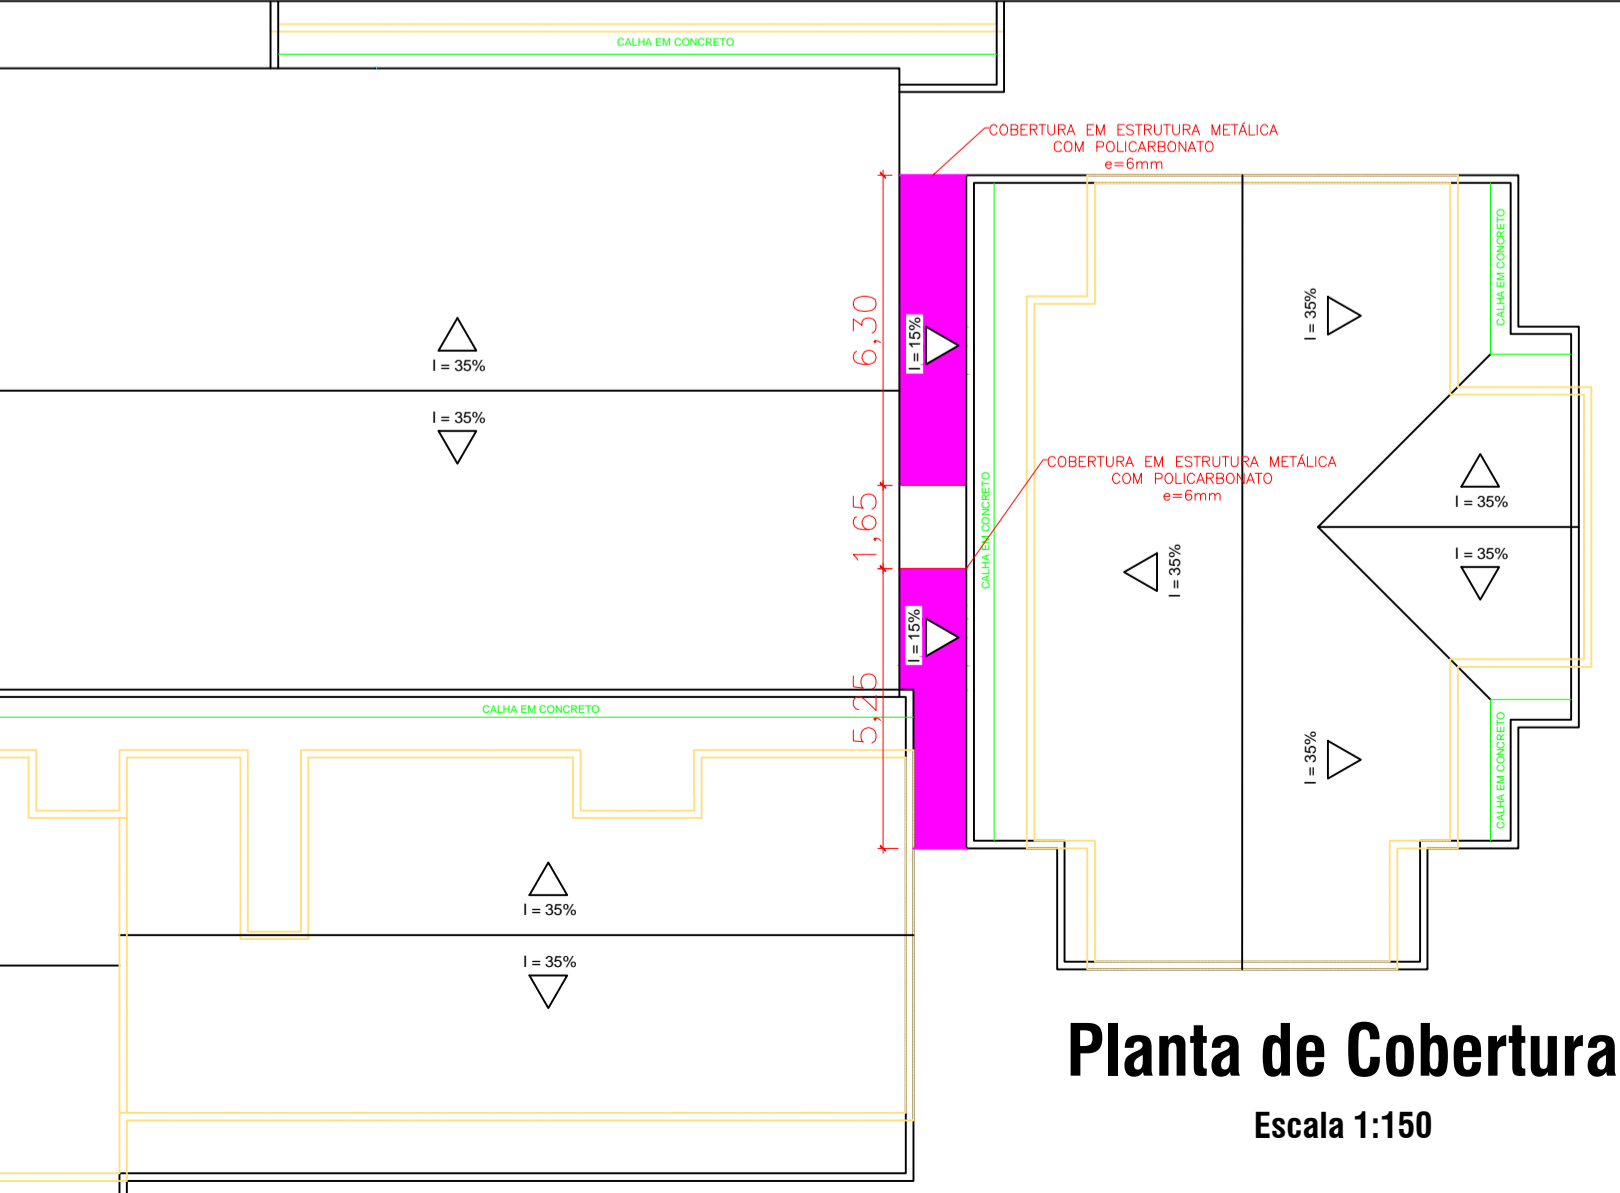 CALHA EM CONCRETO
COBERTURA EM ESTRUTURA METÁLICA
COM POLICARBONATO
e=6mm
CALHA EM CONCRETO
6,30
I = 15%
I = 35%
I = 35%
I = 35%
COBERTURA EM ESTRUTURA METÁLICA
COM POLICARBONATO
e=6mm
CALHA EM CONCRETO
1,65
I = 35%
I = 35%
I = 35%
I = 15%
5,25
CALHA EM CONCRETO
I = 35%
CALHA EM CONCRETO
I = 35%
I = 35%
Planta de Cobertura
Escala 1:150